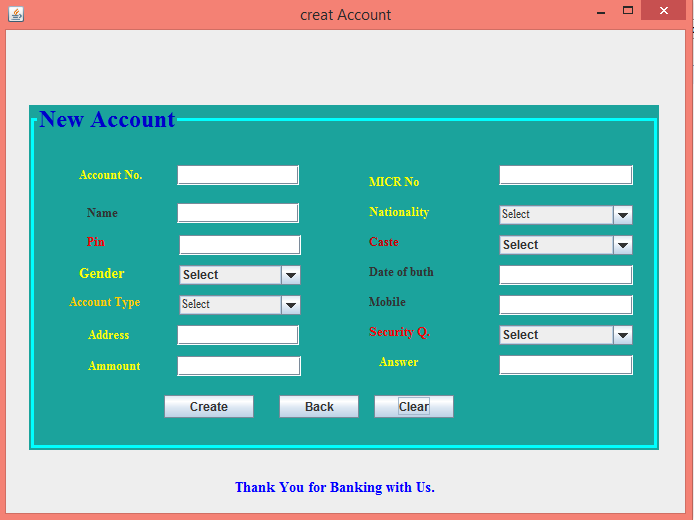 creat Account
New Account
Account No.
MICR No
Name
Nationality
Select
Pin
Caste
Select
Gender
Select
Date of buth
Account Type
Select
Mobile
Address
Security Q.
Select
Ammount
Answer
Create
Back
Clear
Thank You for Banking with Us.